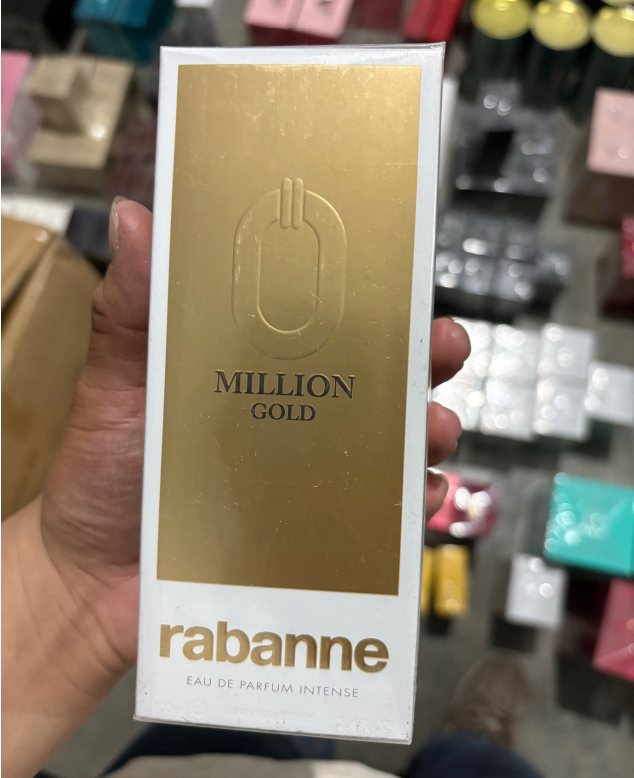 MILLION
GOLD
rabanne
EAU DE PARFUM INTENSE